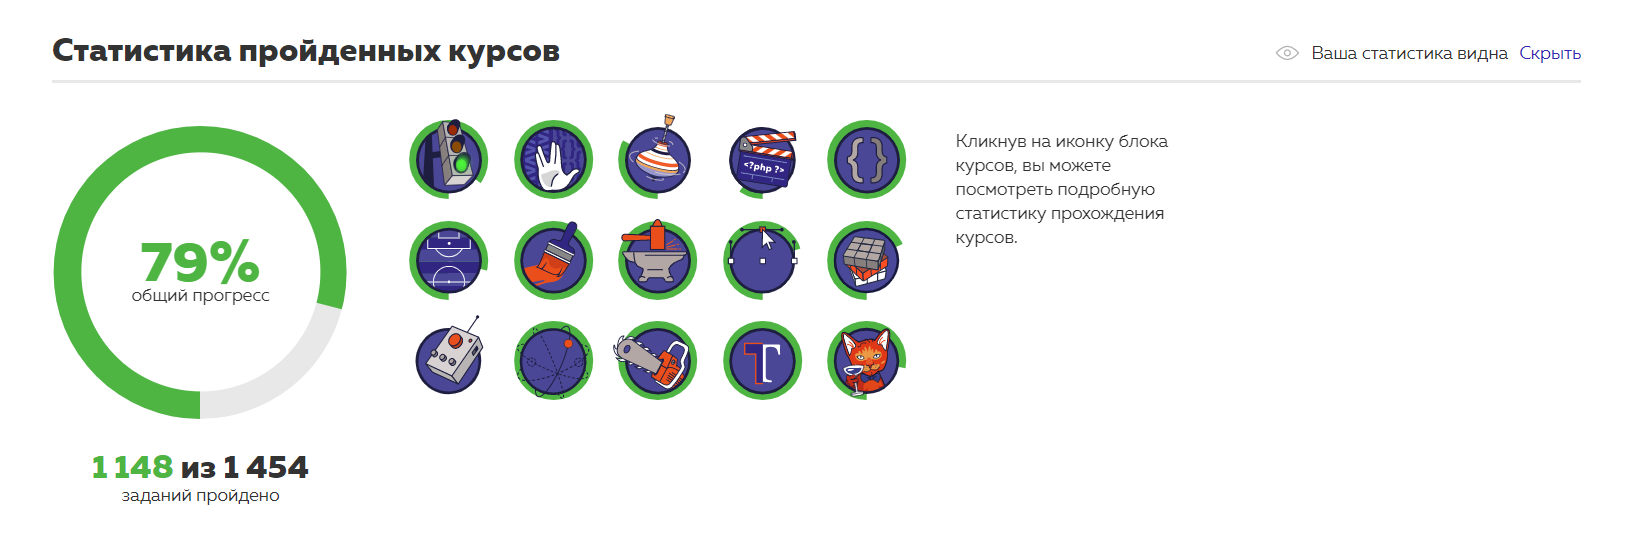 Статистика пройденных курсов
Ваша статистика видна Скрыть
79%
общий прогресс
1 148 из 1 454
заданий пройдено
<?php ?>
{ }
T
Кликнув на иконку блока
курсов, вы можете
посмотреть подробную
статистику прохождения
курсов.